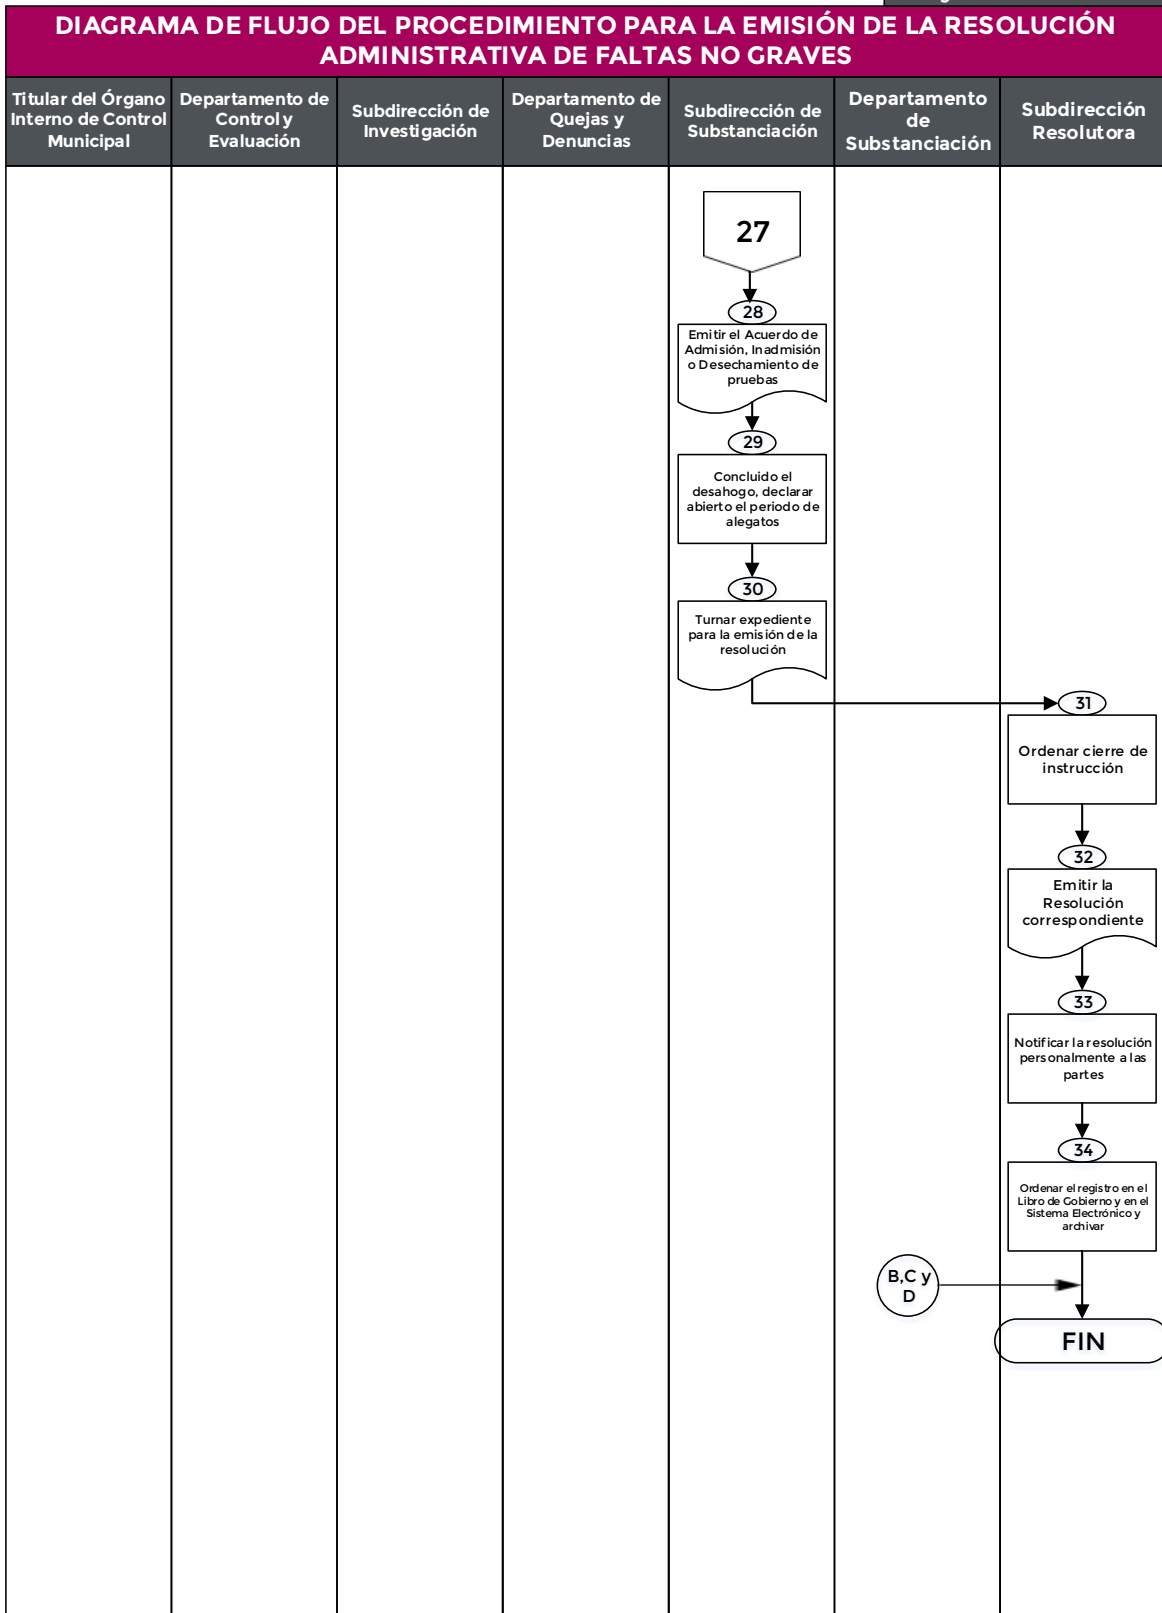 DIAGRAMA DE FLUJO DEL PROCEDIMIENTO PARA LA EMISIÓN DE LA RESOLUCIÓN
ADMINISTRATIVA DE FALTAS NO GRAVES
Titular del Órgano
Interno de Control
Municipal
Departamento de
Control y
Evaluación
Subdirección de
Investigación
Departamento de
Quejas y
Denuncias
Subdirección de
Substanciación
Departamento
de
Substanciación
Subdirección
Resolutora
27
28
Emitir el Acuerdo de
Admisión, Inadmisión
o Desechamiento de
pruebas
29
Concluido el
desahogo, declarar
abierto el periodo de
alegatos
30
Turnar expediente
para la emisión de la
resolución
31
Ordenar cierre de
instrucción
32
Emitir la
Resolución
correspondiente
33
Notificar la resolución
personalmente a las
partes
34
Ordenar el registro en el
Libro de Gobierno y en el
Sistema Electrónico y
archivar
B,C y
D
FIN